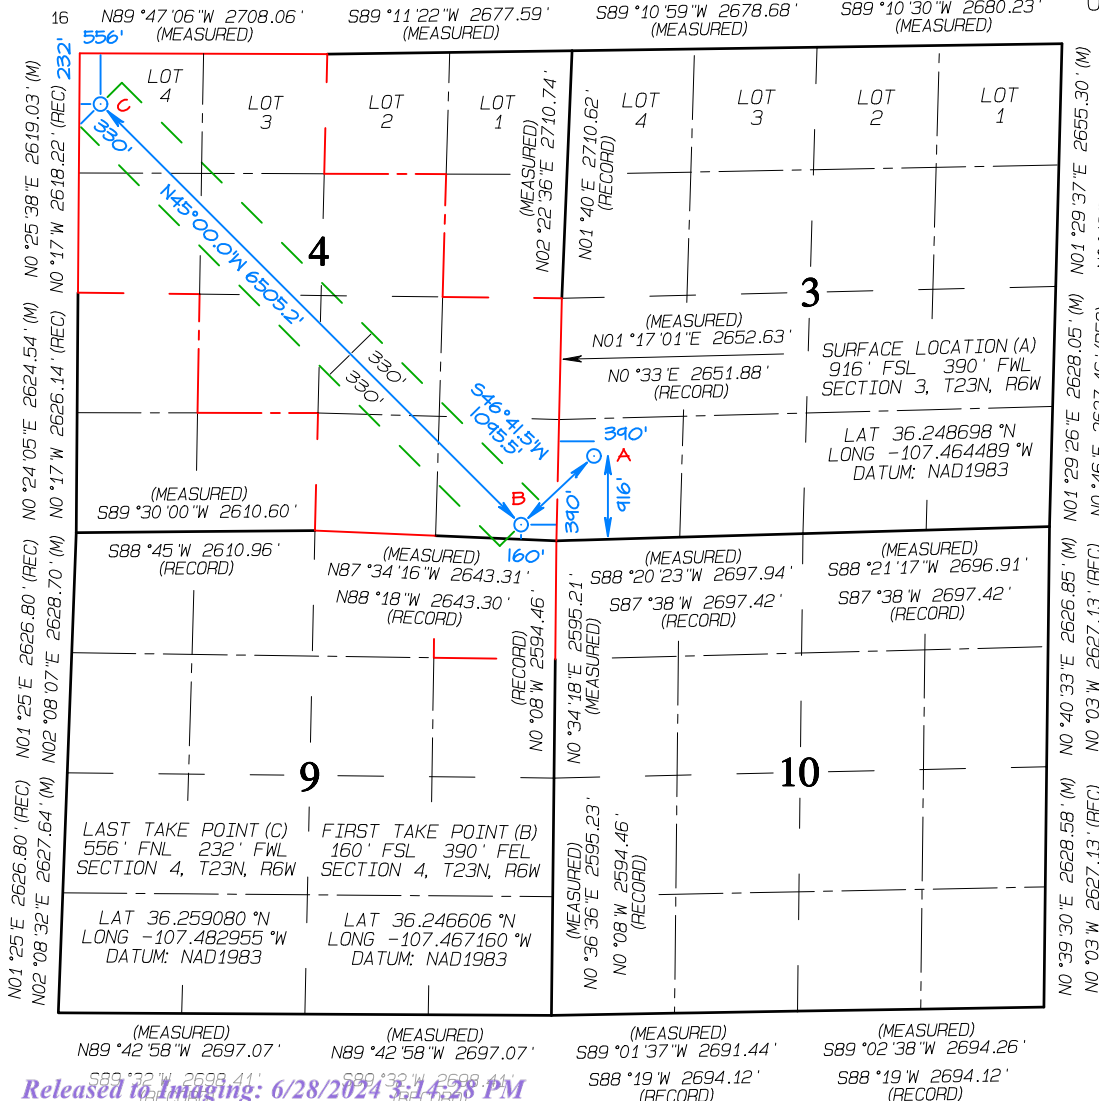 16
N89°47'06"W 2708.06'
(MEASURED)
S89°11'22"W 2677.59'
(MEASURED)
S89°10'59"W 2678.68'
(MEASURED)
S89°10'30"W 2680.23'
(MEASURED)
556'
232'
N0°25'38"E 2619.03' (M)
N0°17'W 2618.22' (REC)
LOT
4
LOT
3
LOT
2
LOT
1
C
330'
N45°00.0'W 6505.2'
4
(MEASURED)
N02°22'36"E 2710.74'
N01°40'E 2710.62'
(RECORD)
LOT
4
LOT
3
LOT
2
LOT
1
3
N01°29'37"E 2655.30' (M)
N0°24'05"E 2624.54' (M)
N0°17'W 2626.14' (REC)
(MEASURED)
N01°17'01"E 2652.63'
N0°33'E 2651.88'
(RECORD)
SURFACE LOCATION (A)
916' FSL 390' FWL
SECTION 3, T23N, R6W
LAT 36.248698 °N
LONG -107.464489 °W
DATUM: NAD1983
330'
330'
S46°41.5'W
1095.5'
390'
A
B
390'
916'
160'
N01°29'26"E 2628.05' (M)
N0°46'E 2627.46' (REC)
(MEASURED)
S89°30'00"W 2610.60'
S88°45'W 2610.96'
(RECORD)
(MEASURED)
N87°34'16"W 2643.31'
N88°18'W 2643.30'
(RECORD)
(MEASURED)
S88°20'23"W 2697.94'
S87°38'W 2697.42'
(RECORD)
(MEASURED)
S88°21'17"W 2696.91'
S87°38'W 2697.42'
(RECORD)
N01°25'E 2626.80' (REC)
N02°08'07"E 2628.70' (M)
(RECORD)
N0°08'W 2594.46'
N0°34'18"E 2595.21'
(MEASURED)
N0°40'33"E 2626.85' (M)
N0°03'W 2627.13' (REC)
9
10
LAST TAKE POINT (C)
556' FNL 232' FWL
SECTION 4, T23N, R6W
LAT 36.259080 °N
LONG -107.482955 °W
DATUM: NAD1983
FIRST TAKE POINT (B)
160' FSL 390' FEL
SECTION 4, T23N, R6W
LAT 36.246606 °N
LONG -107.467160 °W
DATUM: NAD1983
N01°25'E 2626.80' (REC)
N02°08'32"E 2627.64' (M)
(MEASURED)
N0°36'36"E 2595.23'
N0°08'W 2594.46'
(RECORD)
N0°39'30"E 2628.58' (M)
N0°03'W 2627.13' (REC)
(MEASURED)
N89°42'58"W 2697.07'
S89°32'W 2698.41'
(MEASURED)
N89°42'58"W 2697.07'
S89°32'W 2698.41'
(MEASURED)
S89°01'37"W 2691.44'
S88°19'W 2694.12'
(RECORD)
(MEASURED)
S89°02'38"W 2694.26'
S88°19'W 2694.12'
(RECORD)
Released to Imaging: 6/28/2024 3:14:28 PM